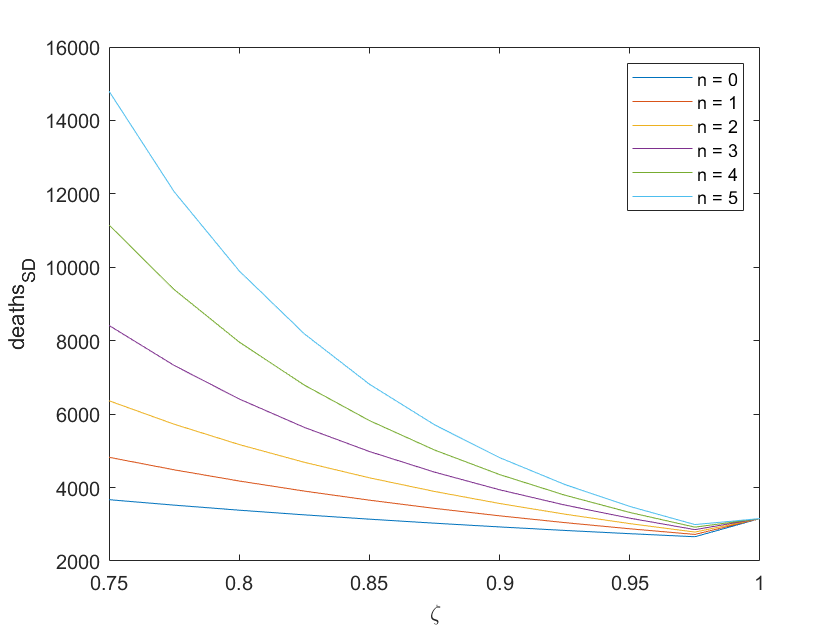 16000
14000
12000
10000
8000
6000
4000
2000
deathsSD
0.75 0.8 0.85 0.9 0.95 1
ζ
n = 0
n = 1
n = 2
n = 3
n = 4
n = 5